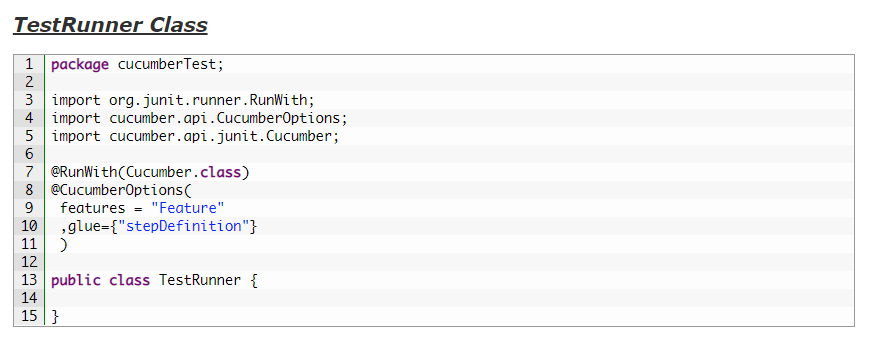 TestRunner Class
1 package cucumberTest;
2
3 import org.junit.runner.RunWith;
4 import cucumber.api.CucumberOptions;
5 import cucumber.api.junit.Cucumber;
6
7 @RunWith(Cucumber.class)
8 @CucumberOptions(
9  features = "Feature"
10  ,glue={"stepDefinition"}
11  )
12
13 public class TestRunner {
14
15 }